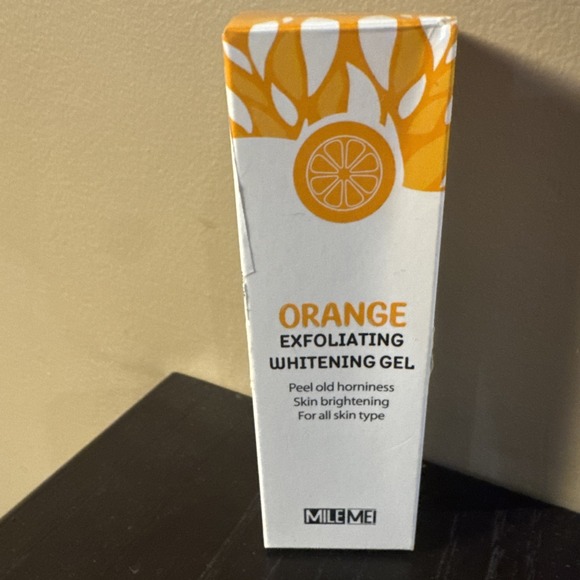 ORANGE
EXFOLIATING
WHITENING GEL
Peel old horniness
Skin brightening
For all skin type
MILE MEI